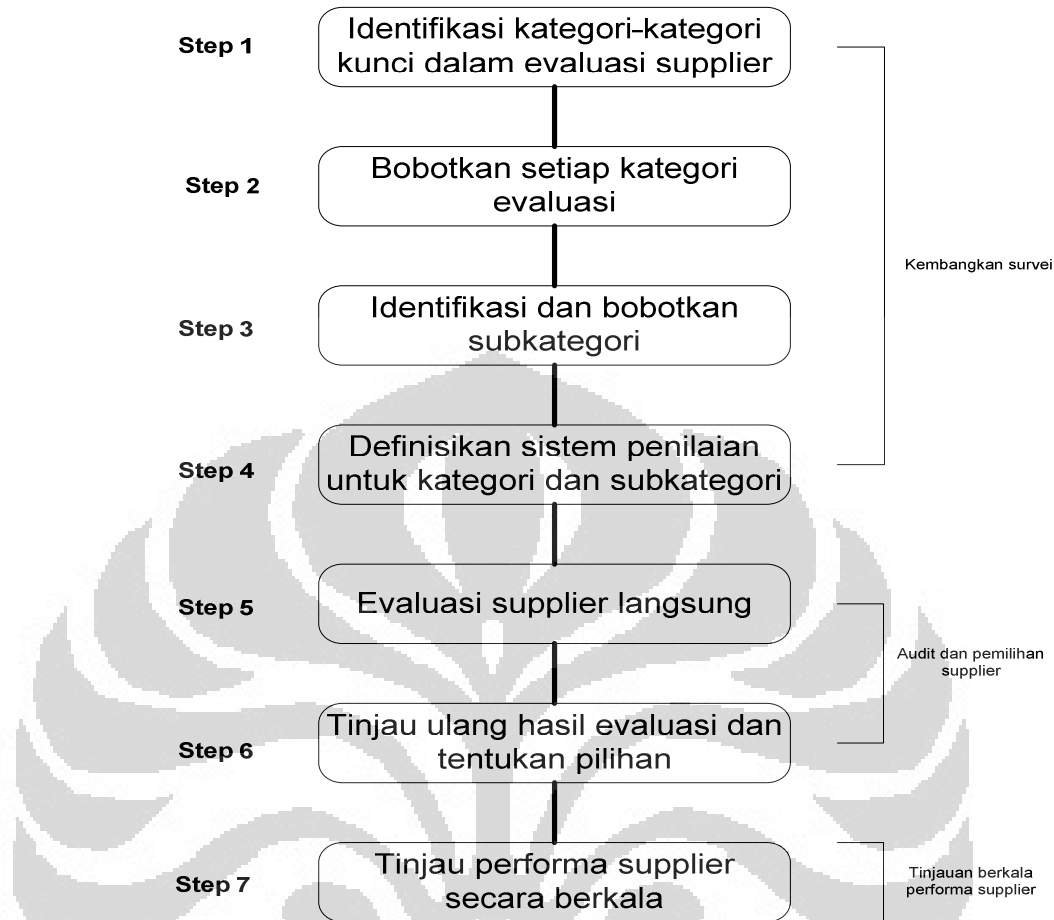 Step 1
Identifikasi kategori-kategori
kunci dalam evaluasi supplier
Step 2
Bobotkan setiap kategori
evaluasi
Kembangkan survei
Step 3
Identifikasi dan bobotkan
subkategori
Step 4
Definisikan sistem penilaian
untuk kategori dan subkategori
Step 5
Evaluasi supplier langsung
Audit dan pemilihan
supplier
Step 6
Tinjau ulang hasil evaluasi dan
tentukan pilihan
Step 7
Tinjau performa supplier
secara berkala
Tinjauan berkala
performa supplier